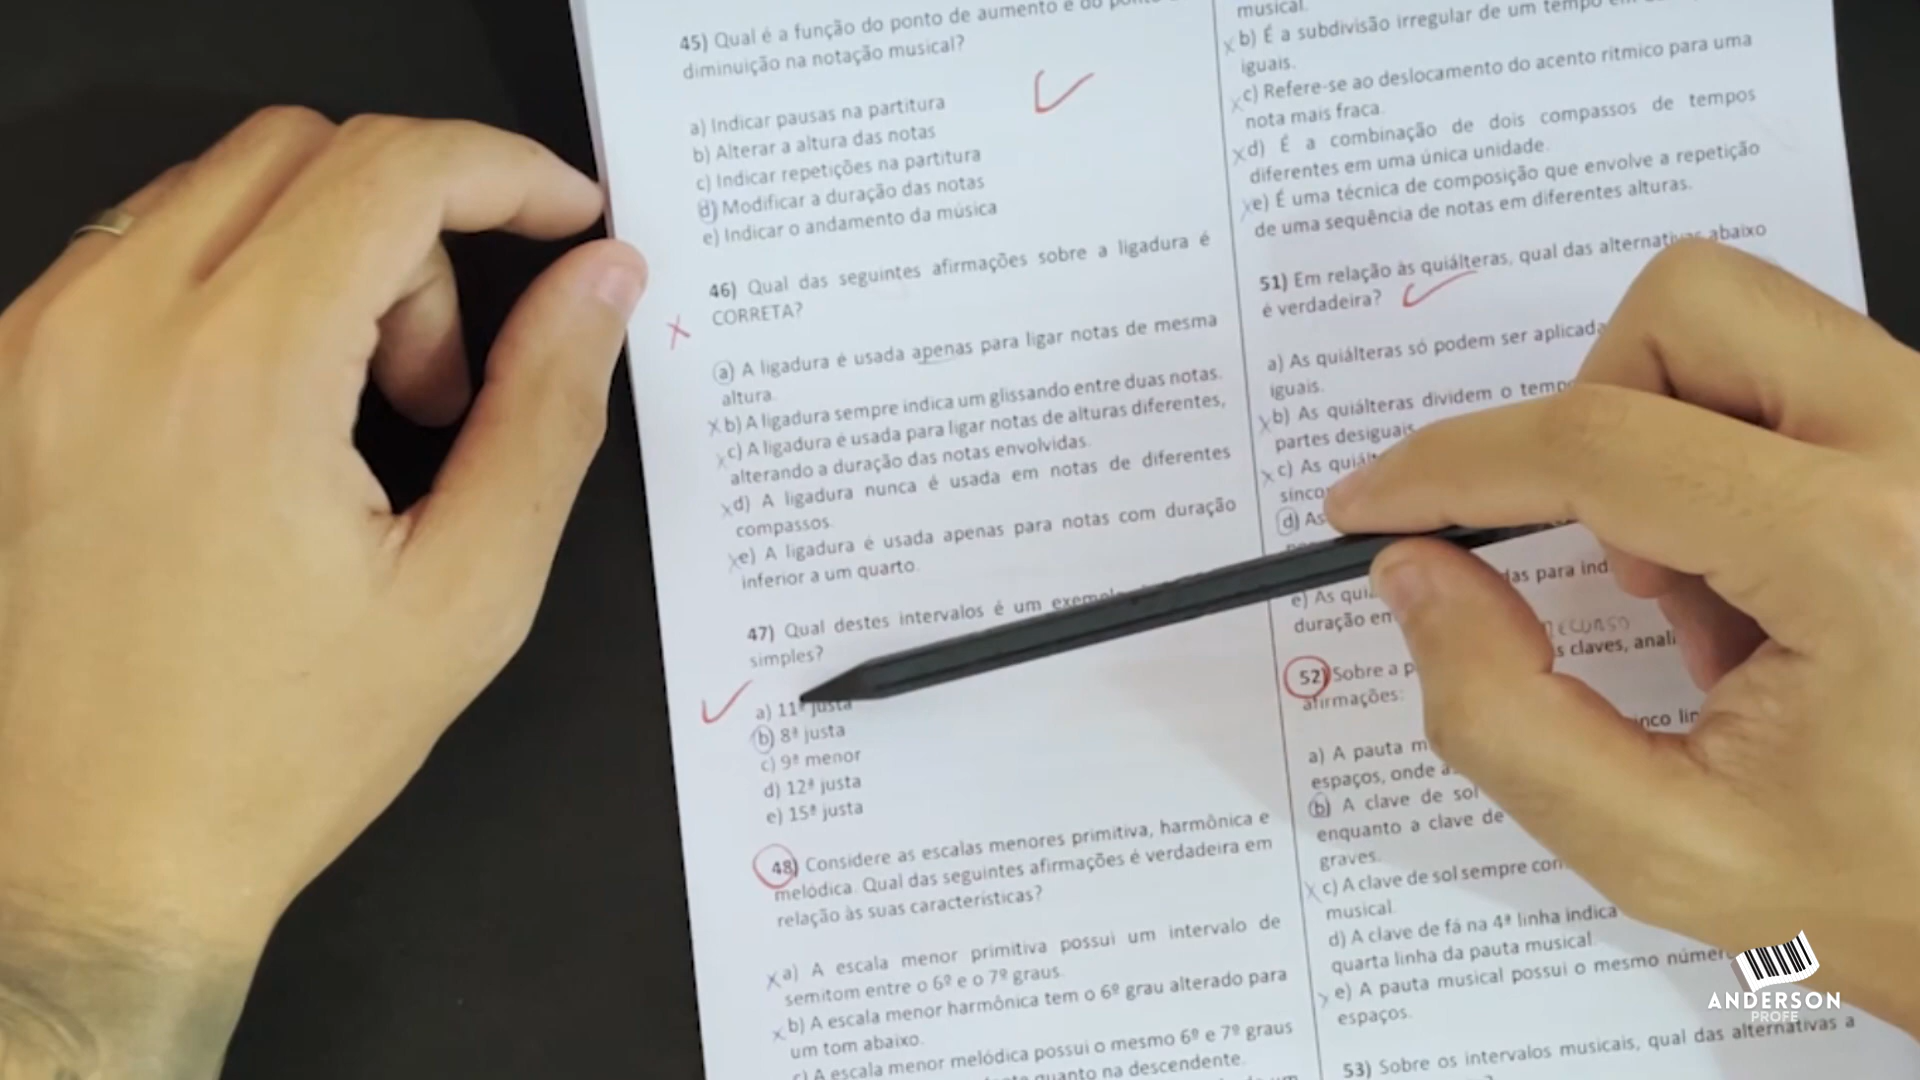 45) Qual é a função do ponto de aumento e do
diminuição na notação musical?
a) Indicar pausas na partitura
b) Alterar a altura das notas
c) Indicar repetições na partitura
d) Modificar a duração das notas
e) Indicar o andamento da música
46) Qual das seguintes afirmações sobre a ligadura é
CORRETA?
a) A ligadura é usada apenas para ligar notas de mesma
altura.
b) A ligadura sempre indica um glissando entre duas notas.
c) A ligadura é usada para ligar notas de alturas diferentes,
alterando a duração das notas envolvidas.
d) A ligadura nunca é usada em notas de diferentes
compassos.
e) A ligadura é usada apenas para notas com duração
inferior a um quarto.
47) Qual destes intervalos é um exemplo
simples?
a) 11ª justa
b) 8ª justa
c) 9ª menor
d) 12ª justa
e) 15ª justa
48) Considere as escalas menores primitiva, harmônica e
melódica. Qual das seguintes afirmações é verdadeira em
relação às suas características?
a) A escala menor primitiva possui um intervalo de
semitom entre o 6º e o 7º graus.
b) A escala menor harmônica tem o 6º grau alterado para
um tom abaixo.
c) A escala menor melódica possui o mesmo 6º e 7º graus
quanto na descendente.
musical.
b) É a subdivisão irregular de um tempo em
iguais.
c) Refere-se ao deslocamento do acento rítmico para uma
nota mais fraca.
d) É a combinação de dois compassos de tempos
diferentes em uma única unidade.
e) É uma técnica de composição que envolve a repetição
de uma sequência de notas em diferentes alturas.
51) Em relação às quiálteras, qual das alternativas abaixo
é verdadeira?
a) As quiálteras só podem ser
iguais.
b) As quiálteras dividem o
partes desiguais
c) As
d) As
e) As
duração em
para
RECURSO
52) Sobre a
claves,
afirmações:
a) A pauta
espaços, onde
b) A clave de sol
enquanto a clave de
graves.
c) A clave de sol sempre
musical.
d) A clave de fá na 4ª linha indica
quarta linha da pauta musical.
e) A pauta musical possui o mesmo
espaços.
53) Sobre os intervalos musicais, qual das alternativas a
ANDERSON
PROFE